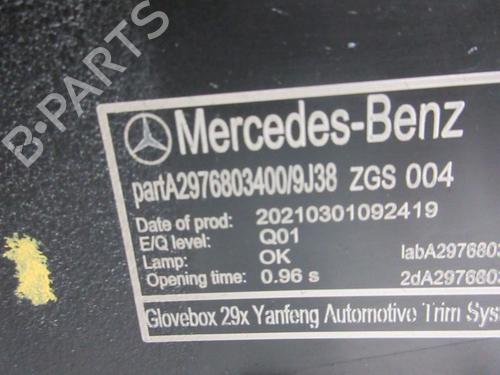 B-PARTS
Mercedes-Benz
partA2976803400/9J38 ZGS 004
Date of prod: 20210301092419
E/Q level: Q01
Lamp: OK labA2976803
Opening time: 0.96 s 2dA2976803
Glovebox 29x Yanfeng Automotive Trim Sys